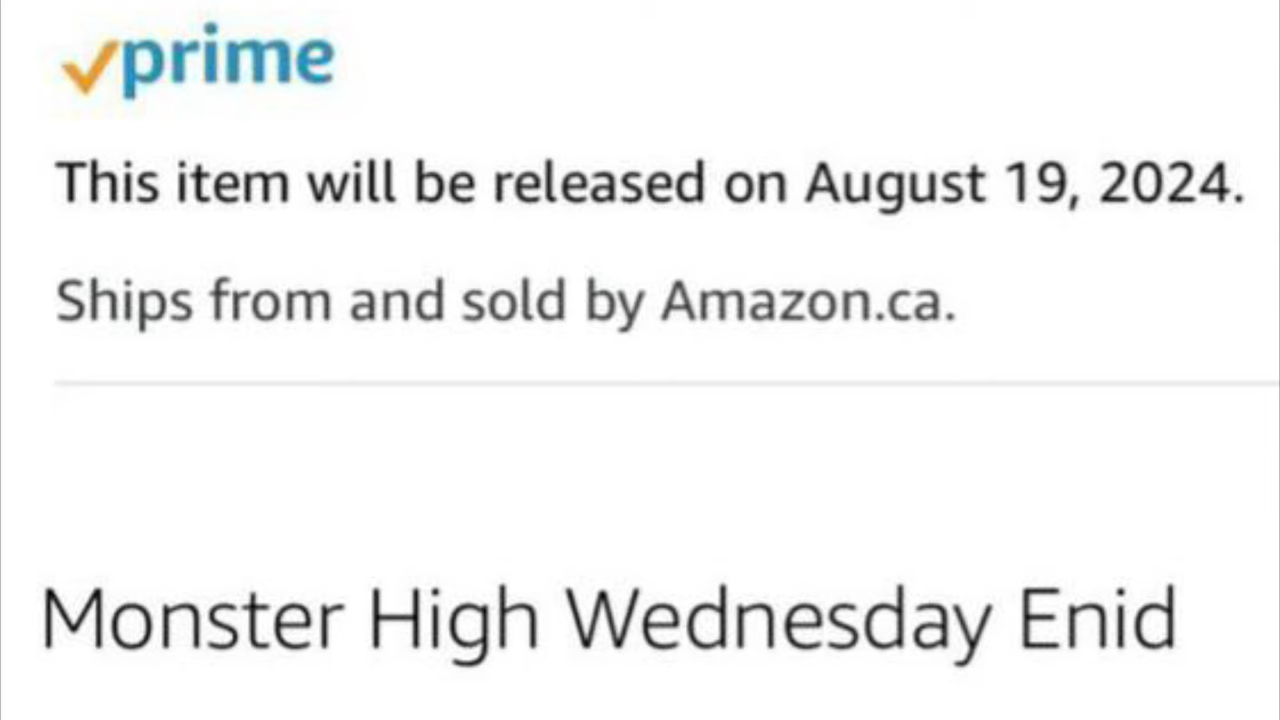 prime
This item will be released on August 19, 2024.
Ships from and sold by Amazon.ca.
Monster High Wednesday Enid